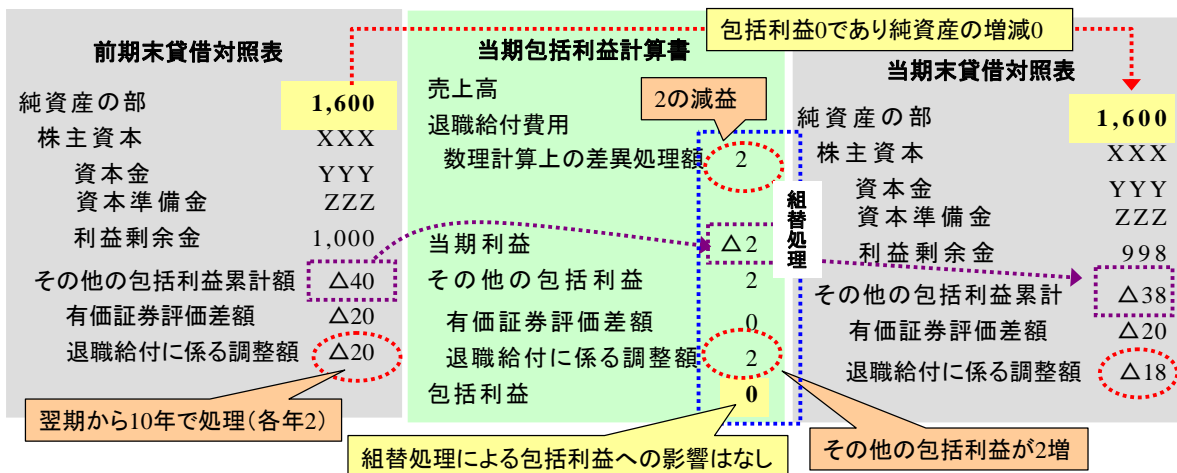 包括利益0であり純資産の増減0
前期末貸借対照表
純資産の部 1,600
株主資本 XXX
資本金 YYY
資本準備金 ZZZ
利益剰余金 1,000
その他の包括利益累計額 △40
有価証券評価差額 △20
退職給付に係る調整額 △20
翌期から10年で処理(各年2)
当期包括利益計算書
売上高
2の減益
退職給付費用
数理計算上の差異処理額 2
組替処理
当期利益 △2
その他の包括利益 2
有価証券評価差額 0
退職給付に係る調整額 2
包括利益 0
組替処理による包括利益への影響はなし
その他の包括利益が2増
当期末貸借対照表
純資産の部 1,600
株主資本 XXX
資本金 YYY
資本準備金 ZZZ
利益剰余金 998
その他の包括利益累計 △38
有価証券評価差額 △20
退職給付に係る調整額 △18